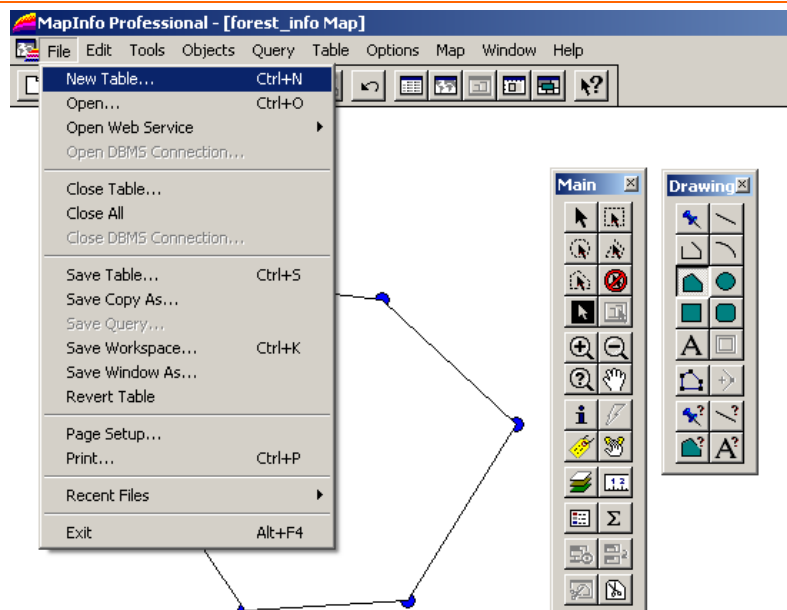 MapInfo Professional - [forest_info Map]
File Edit Tools Objects Query Table Options Map Window Help
New Table... Ctrl+N
Open... Ctrl+O
Open Web Service
Open DBMS Connection...
Close Table...
Close All
Close DBMS Connection...
Save Table... Ctrl+S
Save Copy As...
Save Query...
Save Workspace... Ctrl+K
Save Window As...
Revert Table
Page Setup...
Print... Ctrl+P
Recent Files
Exit Alt+F4
Main
Drawing